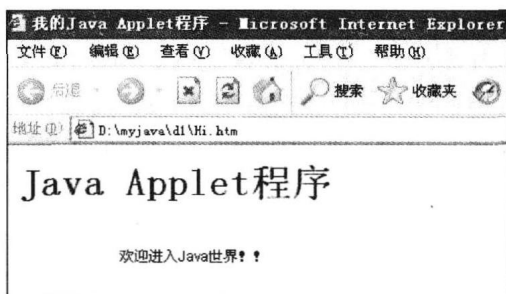 我的Java Applet程序 - Microsoft Internet Explorer
文件(F) 编辑(E) 查看(V) 收藏(A) 工具(T) 帮助(H)
后退 搜索 收藏夹
地址(D) D:\myjava\d1\Hi.htm
Java Applet程序
欢迎进入Java世界！！